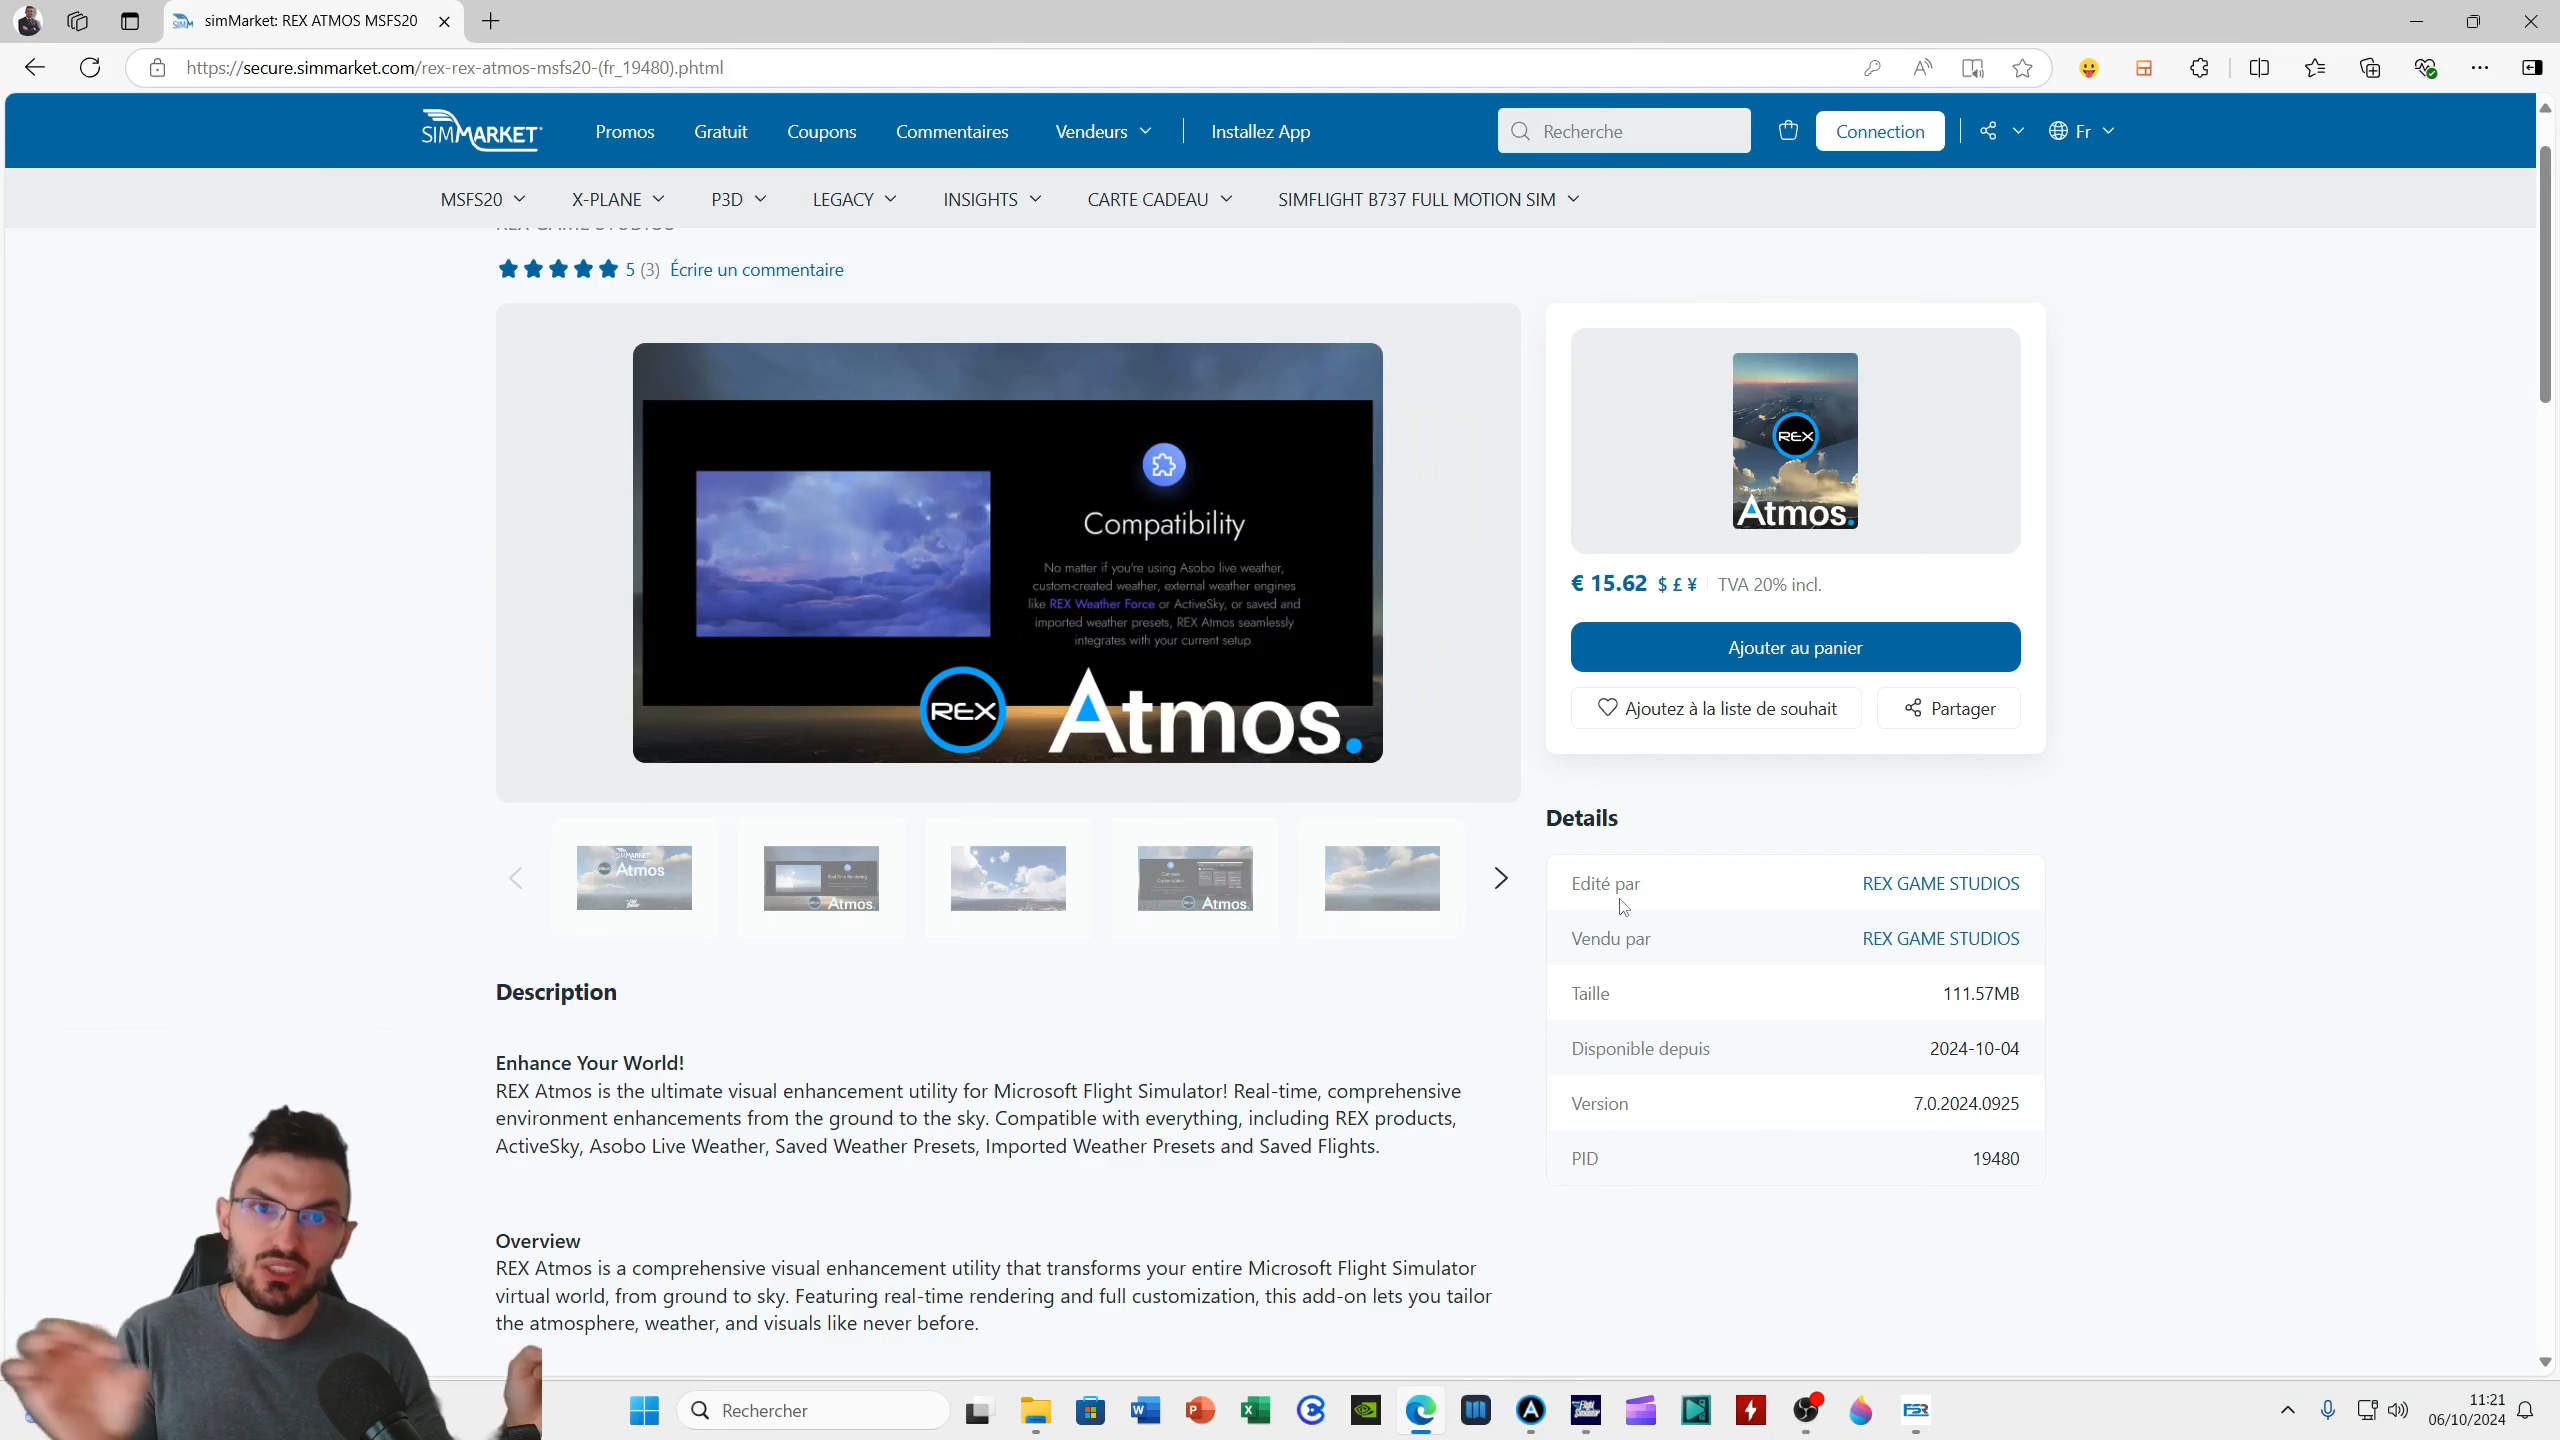 simMarket: REX ATMOS MSFS20
https://secure.simmarket.com/rex-rex-atmos-msfs20-(fr_19480).phtml
SIMMARKET
Promos
Gratuit
Coupons
Commentaires
Vendeurs
Installez App
Recherche
Connection
Fr
MSFS20
X-PLANE
P3D
LEGACY
INSIGHTS
CARTE CADEAU
SIMFLIGHT B737 FULL MOTION SIM
REX GAME STUDIOS
5 (3) Écrire un commentaire
Compatibility
No matter if you're using Asobo live weather,
custom-created weather, external weather engines
like REX Weather Force or ActiveSky, or saved and
imported weather presets, REX Atmos seamlessly
integrates with your current setup.
REX Atmos.
REX
Atmos.
€ 15.62 $ £ ¥ TVA 20% incl.
Ajouter au panier
Ajoutez à la liste de souhait
Partager
SIMMARKET
Atmos
Atmos.
Atmos.
Details
Edité par REX GAME STUDIOS
Vendu par REX GAME STUDIOS
Taille 111.57MB
Disponible depuis 2024-10-04
Version 7.0.2024.0925
PID 19480
Description
Enhance Your World!
REX Atmos is the ultimate visual enhancement utility for Microsoft Flight Simulator! Real-time, comprehensive
environment enhancements from the ground to the sky. Compatible with everything, including REX products,
ActiveSky, Asobo Live Weather, Saved Weather Presets, Imported Weather Presets and Saved Flights.
Overview
REX Atmos is a comprehensive visual enhancement utility that transforms your entire Microsoft Flight Simulator
virtual world, from ground to sky. Featuring real-time rendering and full customization, this add-on lets you tailor
the atmosphere, weather, and visuals like never before.
Rechercher
11:21
06/10/2024